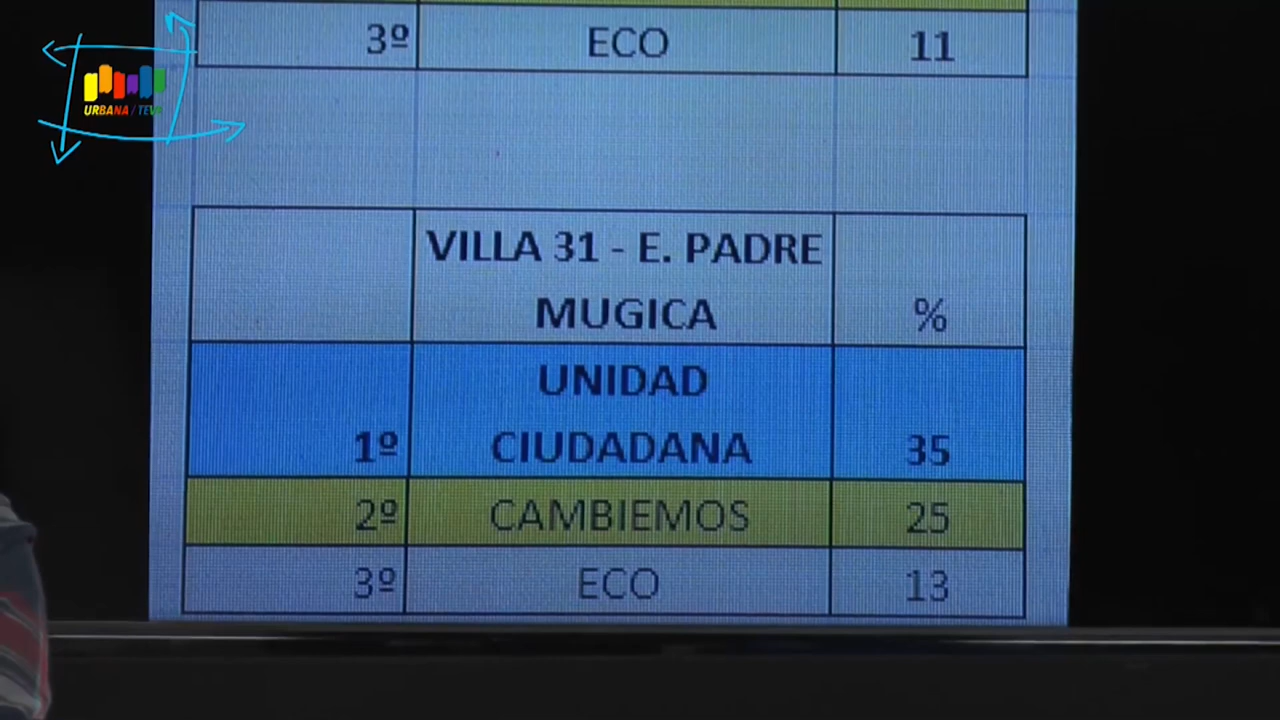 3º ECO 11
URBANA / TEVE
VILLA 31 - E. PADRE
MUGICA %
UNIDAD
1º CIUDADANA 35
2º CAMBIEMOS 25
3º ECO 13